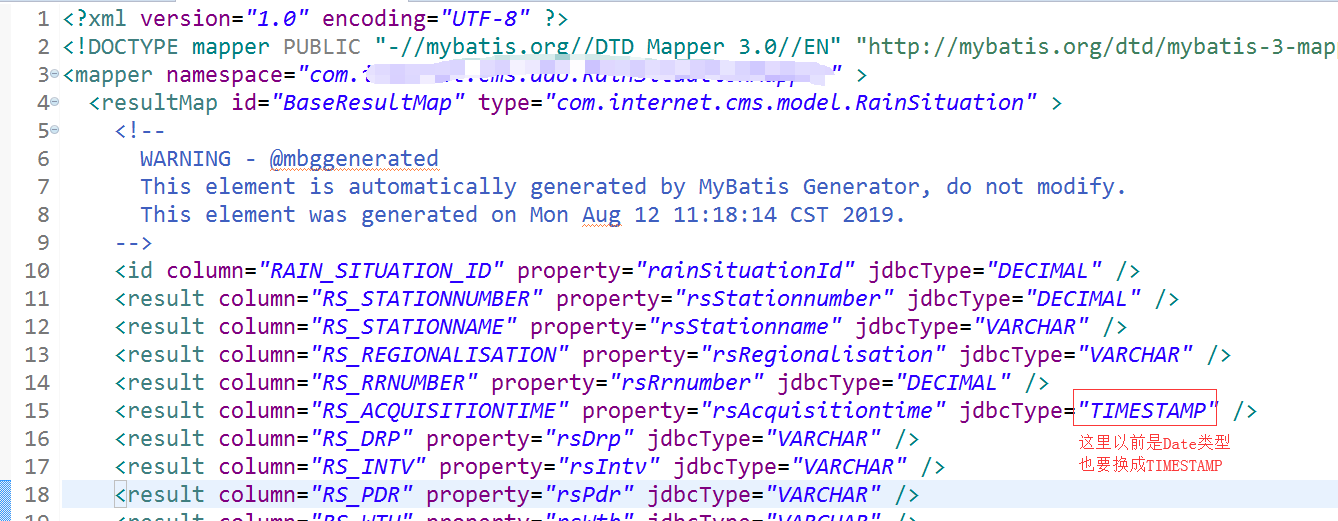 1 <?xml version="1.0" encoding="UTF-8" ?>
2 <!DOCTYPE mapper PUBLIC "-//mybatis.org//DTD Mapper 3.0//EN" "http://mybatis.org/dtd/mybatis-3-mapp
3 <mapper namespace="com. " >
4 <resultMap id="BaseResultMap" type="com.internet.cms.model.RainSituation" >
5 <!--
6 WARNING - @mbggenerated
7 This element is automatically generated by MyBatis Generator, do not modify.
8 This element was generated on Mon Aug 12 11:18:14 CST 2019.
9 -->
10 <id column="RAIN_SITUATION_ID" property="rainSituationId" jdbcType="DECIMAL" />
11 <result column="RS_STATIONNUMBER" property="rsStationnumber" jdbcType="DECIMAL" />
12 <result column="RS_STATIONNAME" property="rsStationname" jdbcType="VARCHAR" />
13 <result column="RS_REGIONALISATION" property="rsRegionalisation" jdbcType="VARCHAR" />
14 <result column="RS_RRNUMBER" property="rsRrnumber" jdbcType="DECIMAL" />
15 <result column="RS_ACQUISITIONTIME" property="rsAcquisitiontime" jdbcType="TIMESTAMP" />
16 <result column="RS_DRP" property="rsDrp" jdbcType="VARCHAR" />
这里以前是Date类型
17 <result column="RS_INTV" property="rsIntv" jdbcType="VARCHAR" />
也要换成TIMESTAMP
18 <result column="RS_PDR" property="rsPdr" jdbcType="VARCHAR" />